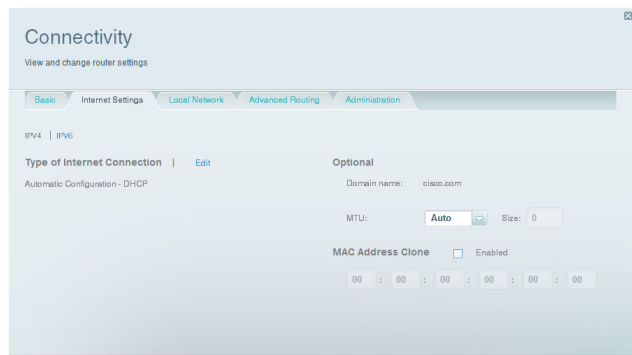 Connectivity
View and change router settings
Basic Internet Settings Local Network Advanced Routing Administration
IPV4 | IPV6
Type of Internet Connection | Edit
Automatic Configuration - DHCP
Optional
Domain name: cisco.com
MTU: Auto Size: 0
MAC Address Clone Enabled
00 : 00 : 00 : 00 : 00 : 00